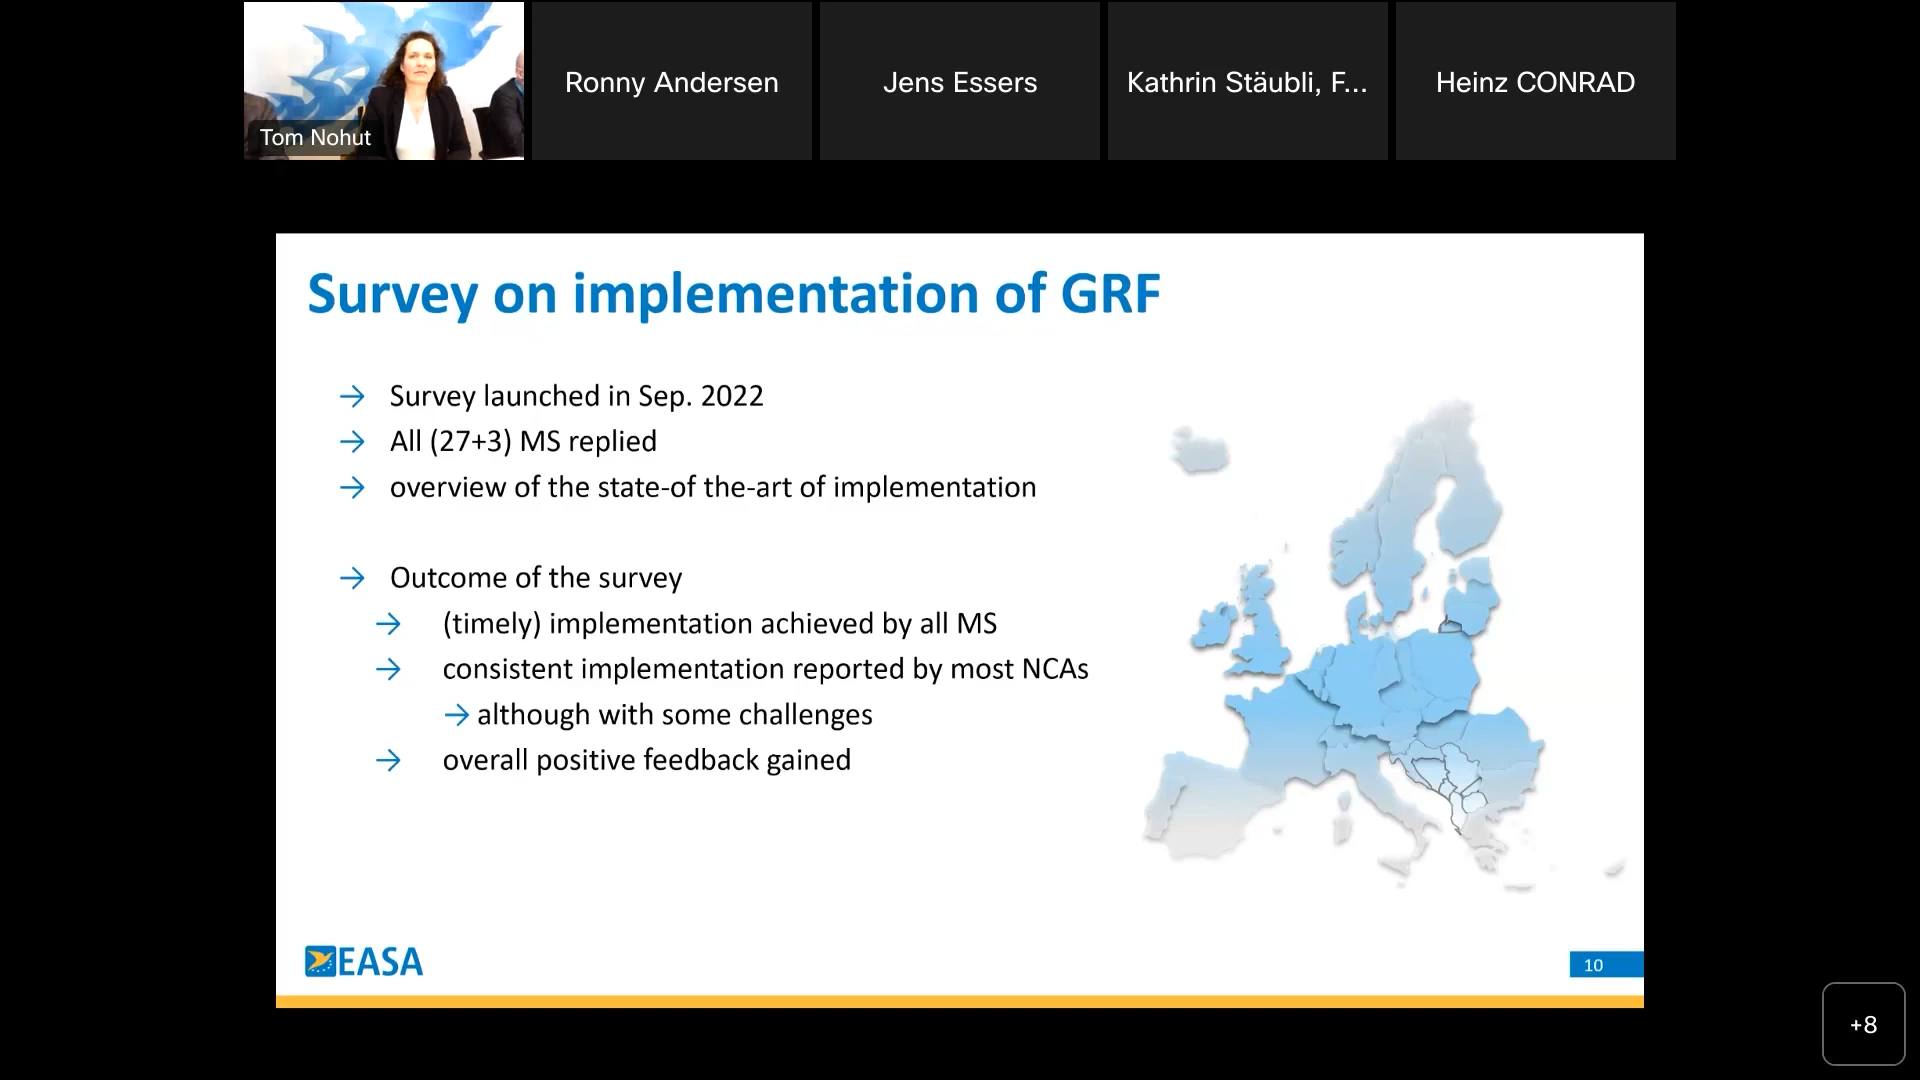 Tom Nohut
Ronny Andersen
Jens Essers
Kathrin Stäubli, F...
Heinz CONRAD
Survey on implementation of GRF
→ Survey launched in Sep. 2022
→ All (27+3) MS replied
→ overview of the state-of the-art of implementation
→ Outcome of the survey
→ (timely) implementation achieved by all MS
→ consistent implementation reported by most NCAs
→ although with some challenges
→ overall positive feedback gained
EASA
10
+8